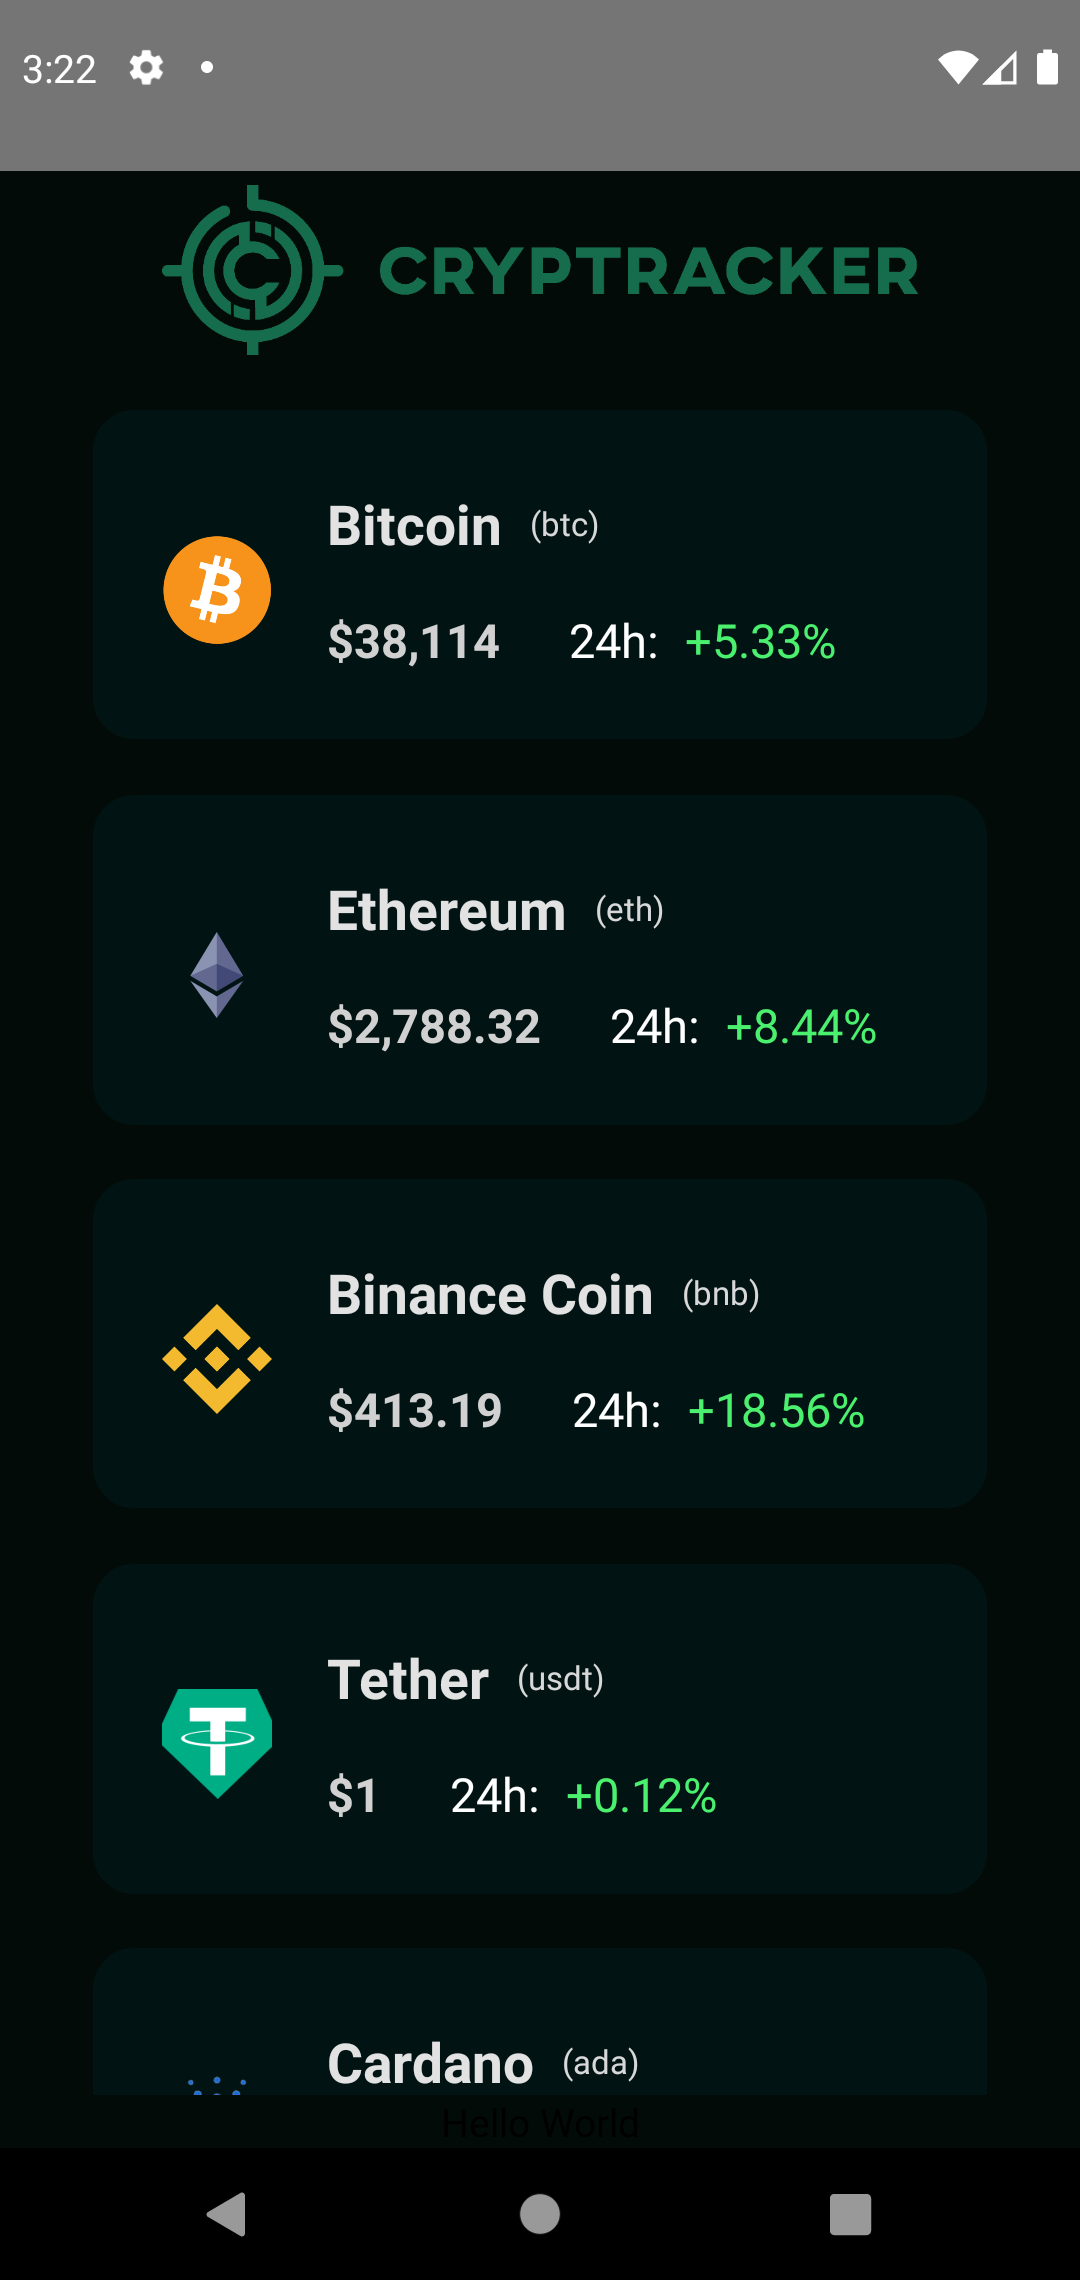 3:22
CRYPTRACKER
Bitcoin (btc)
$38,114 24h: +5.33%
Ethereum (eth)
$2,788.32 24h: +8.44%
Binance Coin (bnb)
$413.19 24h: +18.56%
Tether (usdt)
$1 24h: +0.12%
Cardano (ada)
Hello World